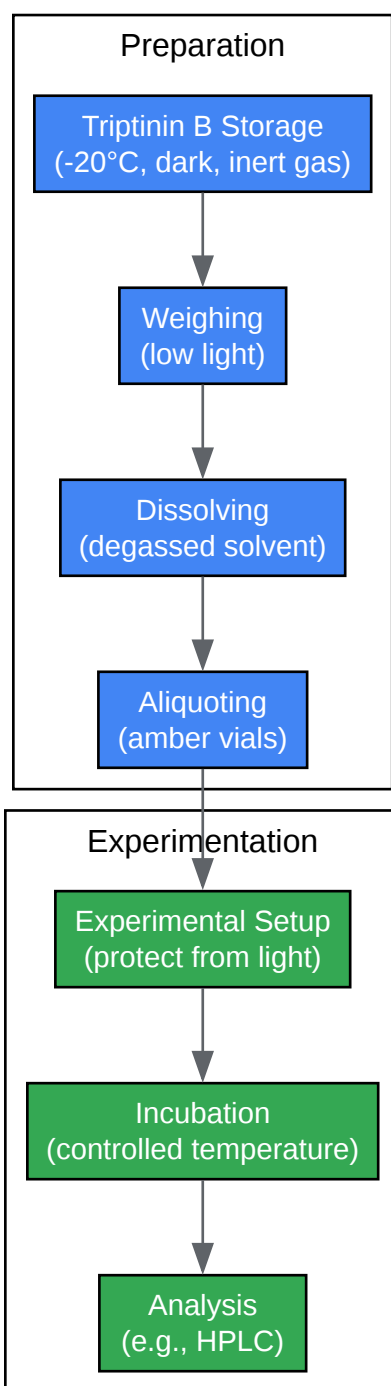 Preparation
Triptinin B Storage
(-20°C, dark, inert gas)
Weighing
(low light)
Dissolving
(degassed solvent)
Aliquoting
(amber vials)
Experimentation
Experimental Setup
(protect from light)
Incubation
(controlled temperature)
Analysis
(e.g., HPLC)